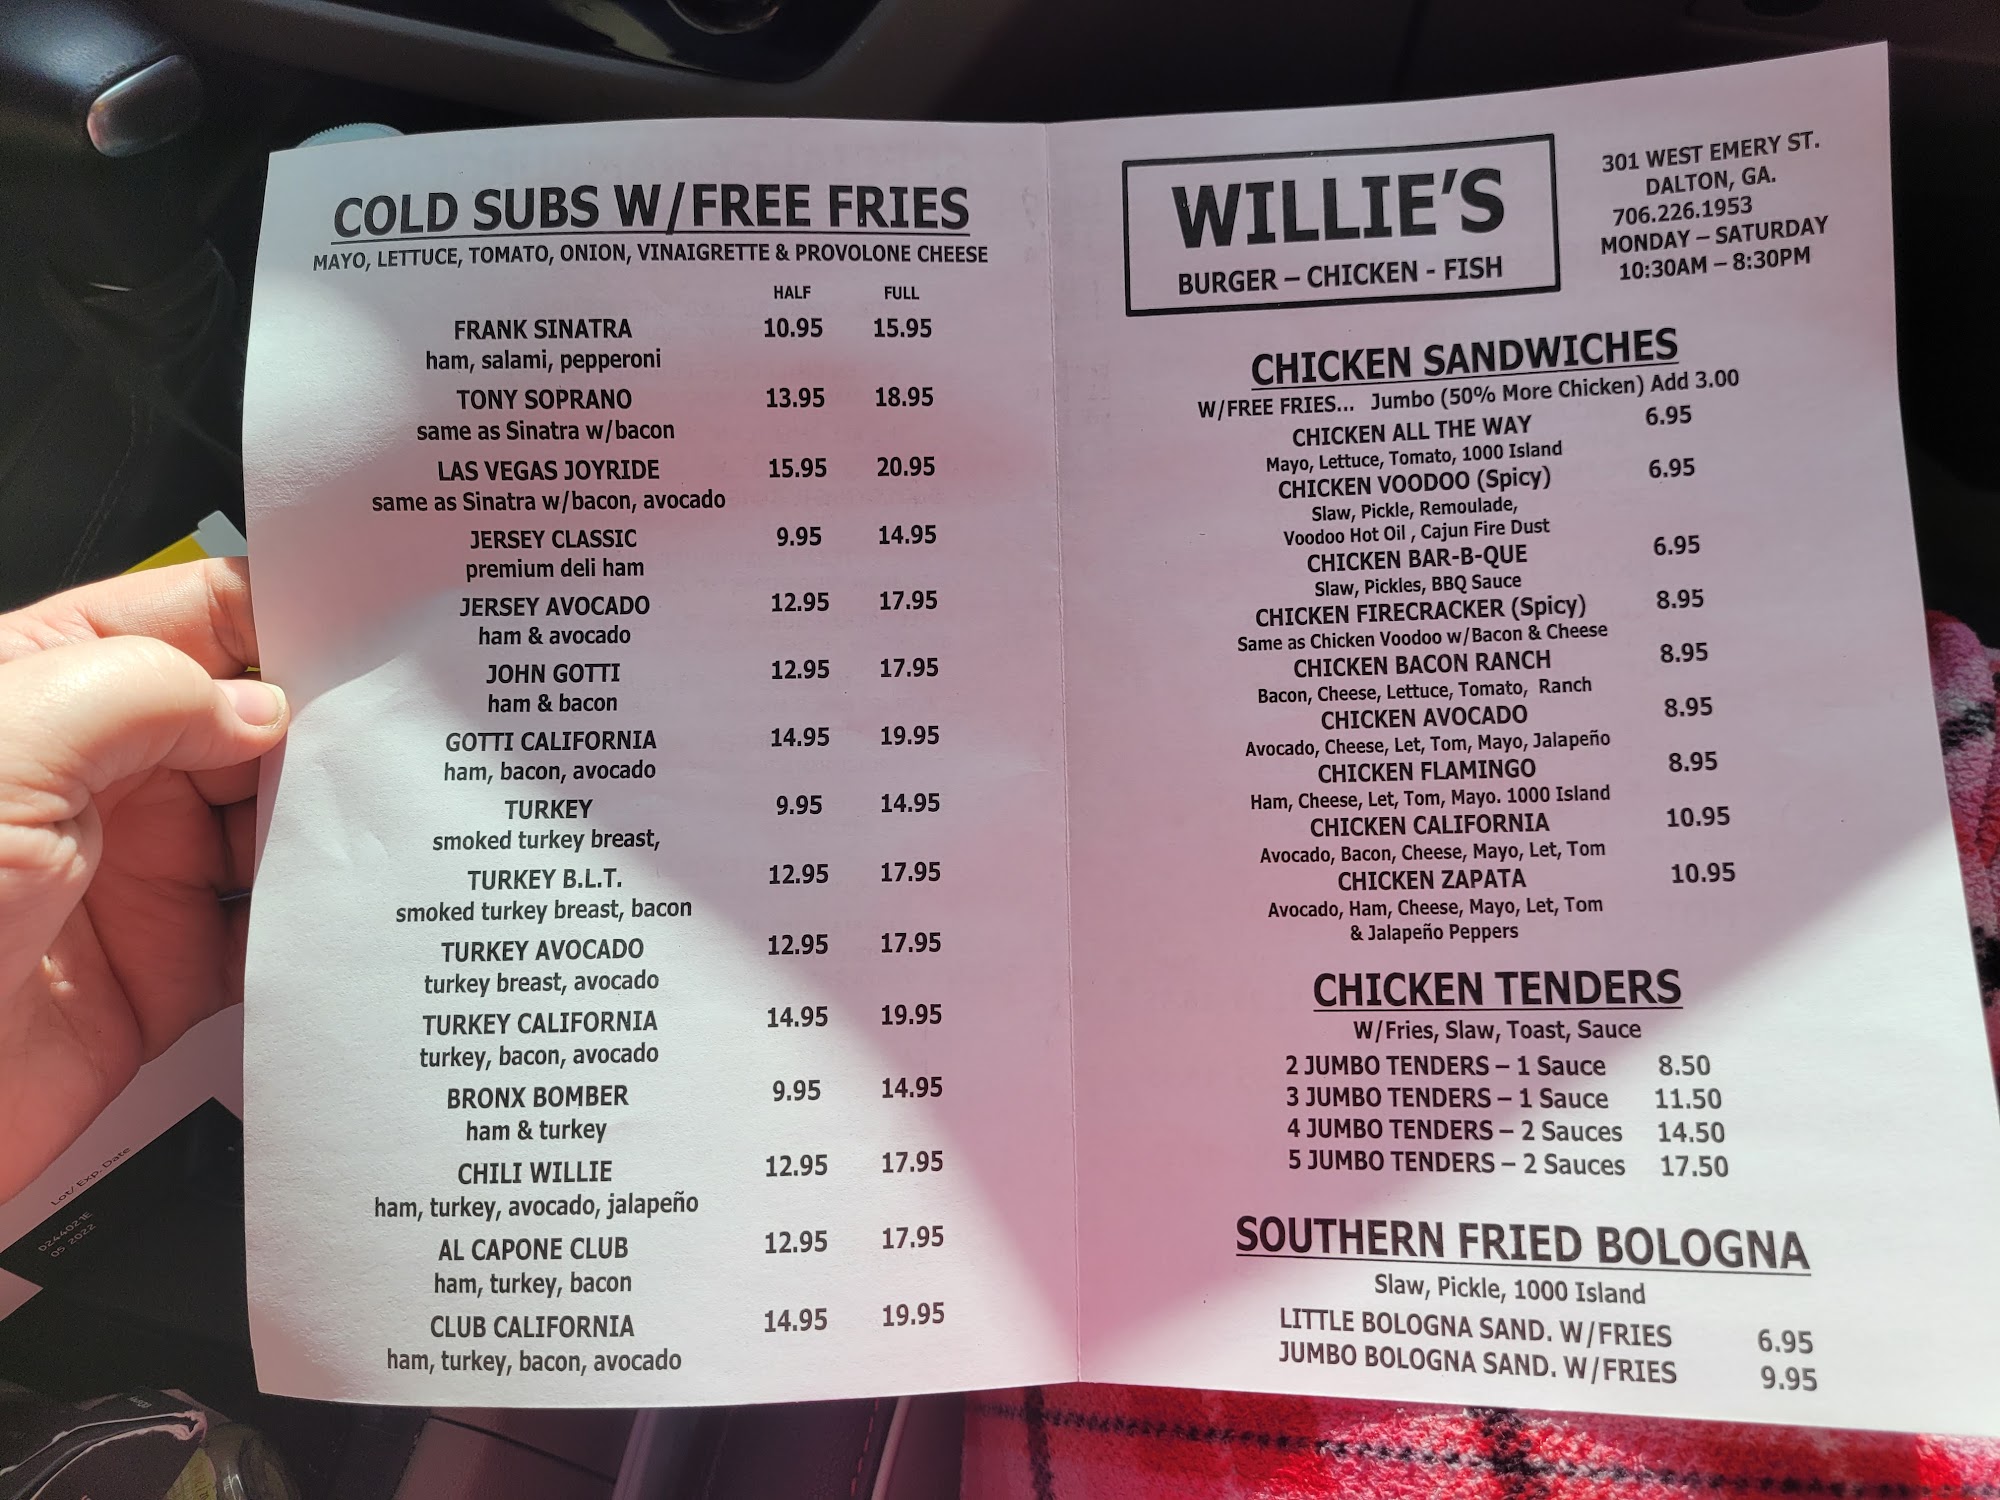 COLD SUBS W/FREE FRIES
MAYO, LETTUCE, TOMATO, ONION, VINAIGRETTE & PROVOLONE CHEESE
HALF FULL
FRANK SINATRA 10.95 15.95
ham, salami, pepperoni
TONY SOPRANO 13.95 18.95
same as Sinatra w/bacon
LAS VEGAS JOYRIDE 15.95 20.95
same as Sinatra w/bacon, avocado
JERSEY CLASSIC 9.95 14.95
premium deli ham
JERSEY AVOCADO 12.95 17.95
ham & avocado
JOHN GOTTI 12.95 17.95
ham & bacon
GOTTI CALIFORNIA 14.95 19.95
ham, bacon, avocado
TURKEY 9.95 14.95
smoked turkey breast,
TURKEY B.L.T. 12.95 17.95
smoked turkey breast, bacon
TURKEY AVOCADO 12.95 17.95
turkey breast, avocado
TURKEY CALIFORNIA 14.95 19.95
turkey, bacon, avocado
BRONX BOMBER 9.95 14.95
ham & turkey
CHILI WILLIE 12.95 17.95
ham, turkey, avocado, jalapeño
AL CAPONE CLUB 12.95 17.95
ham, turkey, bacon
CLUB CALIFORNIA 14.95 19.95
ham, turkey, bacon, avocado
WILLIE'S
BURGER – CHICKEN - FISH
301 WEST EMERY ST.
DALTON, GA.
706.226.1953
MONDAY – SATURDAY
10:30AM – 8:30PM
CHICKEN SANDWICHES
W/FREE FRIES... Jumbo (50% More Chicken) Add 3.00
CHICKEN ALL THE WAY 6.95
Mayo, Lettuce, Tomato, 1000 Island
CHICKEN VOODOO (Spicy) 6.95
Slaw, Pickle, Remoulade,
Voodoo Hot Oil , Cajun Fire Dust
CHICKEN BAR-B-QUE 6.95
Slaw, Pickles, BBQ Sauce
CHICKEN FIRECRACKER (Spicy) 8.95
Same as Chicken Voodoo w/Bacon & Cheese
CHICKEN BACON RANCH 8.95
Bacon, Cheese, Lettuce, Tomato, Ranch
CHICKEN AVOCADO 8.95
Avocado, Cheese, Let, Tom, Mayo, Jalapeño
CHICKEN FLAMINGO 8.95
Ham, Cheese, Let, Tom, Mayo. 1000 Island
CHICKEN CALIFORNIA 10.95
Avocado, Bacon, Cheese, Mayo, Let, Tom
CHICKEN ZAPATA 10.95
Avocado, Ham, Cheese, Mayo, Let, Tom
& Jalapeño Peppers
CHICKEN TENDERS
W/Fries, Slaw, Toast, Sauce
2 JUMBO TENDERS – 1 Sauce 8.50
3 JUMBO TENDERS – 1 Sauce 11.50
4 JUMBO TENDERS – 2 Sauces 14.50
5 JUMBO TENDERS – 2 Sauces 17.50
SOUTHERN FRIED BOLOGNA
Slaw, Pickle, 1000 Island
LITTLE BOLOGNA SAND. W/FRIES 6.95
JUMBO BOLOGNA SAND. W/FRIES 9.95
Lot/ Exp. Date
0244021E
05 2022